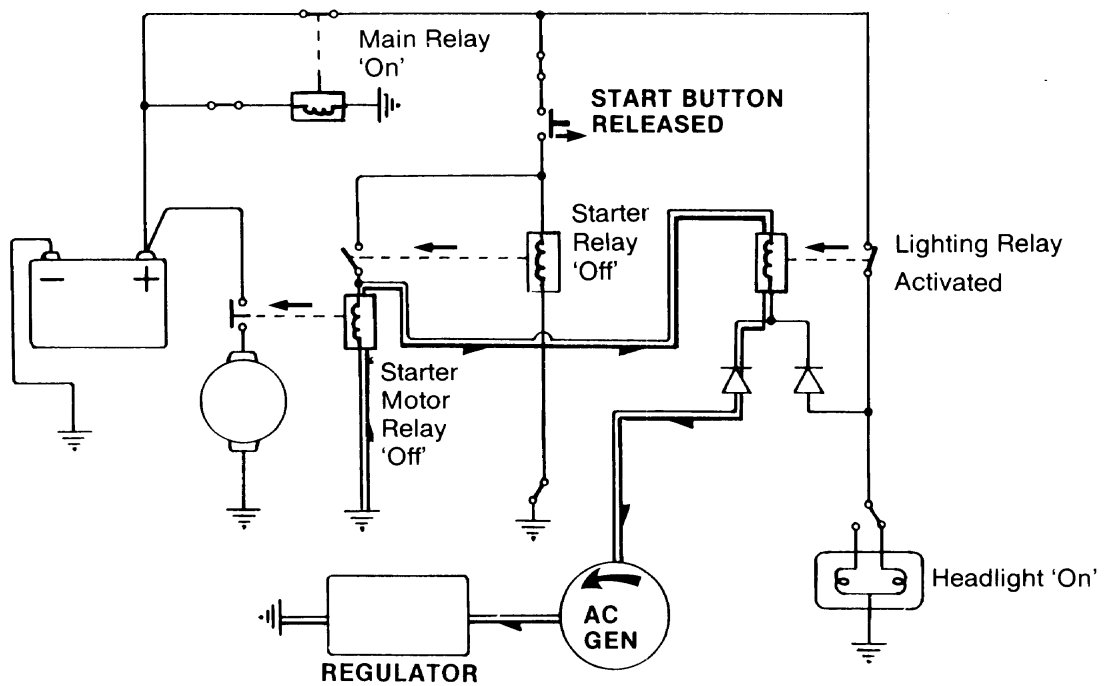 Main Relay
'On'
START BUTTON
RELEASED
Starter
Relay
'Off'
Lighting Relay
Activated
−
+
Starter
Motor
Relay
'Off'
Headlight 'On'
AC
GEN
REGULATOR